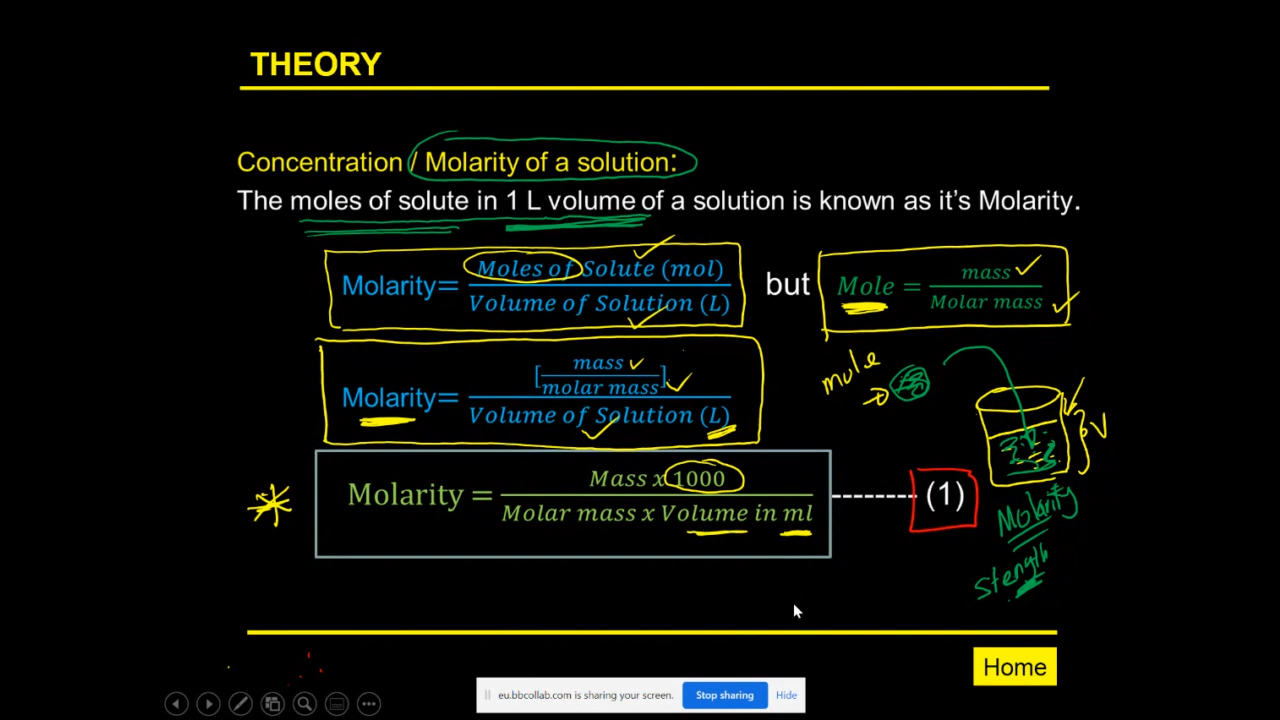 THEORY
Concentration / Molarity of a solution:
The moles of solute in 1 L volume of a solution is known as it's Molarity.
Molarity= Moles of Solute (mol) / Volume of Solution (L) but Mole = mass / Molar mass
Molarity= [mass / molar mass] / Volume of Solution (L)
mole
V
Molarity = Mass x 1000 / Molar mass x Volume in ml --------- (1)
Molarity
Stength
Home
eu.bbcollab.com is sharing your screen. Stop sharing Hide